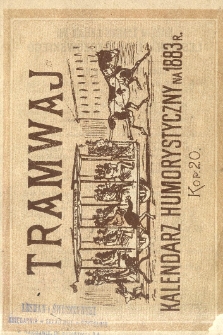 TRAMWAJ
KALENDARZ HUMORYSTYCZNY NA 1883 R.
Kop 20.